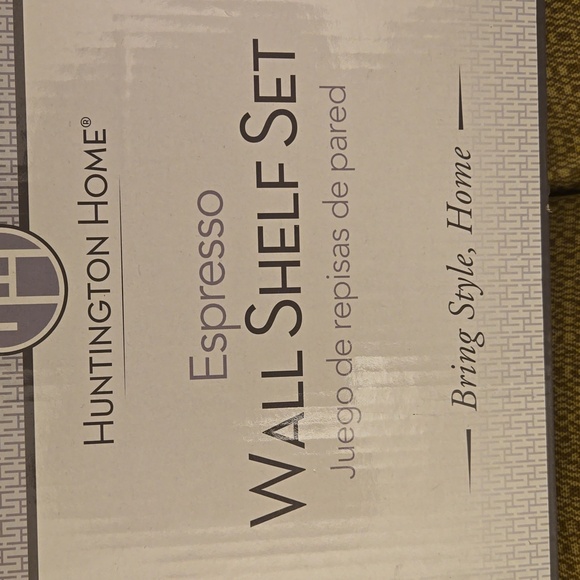 HUNTINGTON HOME®
Espresso
WALL SHELF SET
Juego de repisas de pared
Bring Style, Home